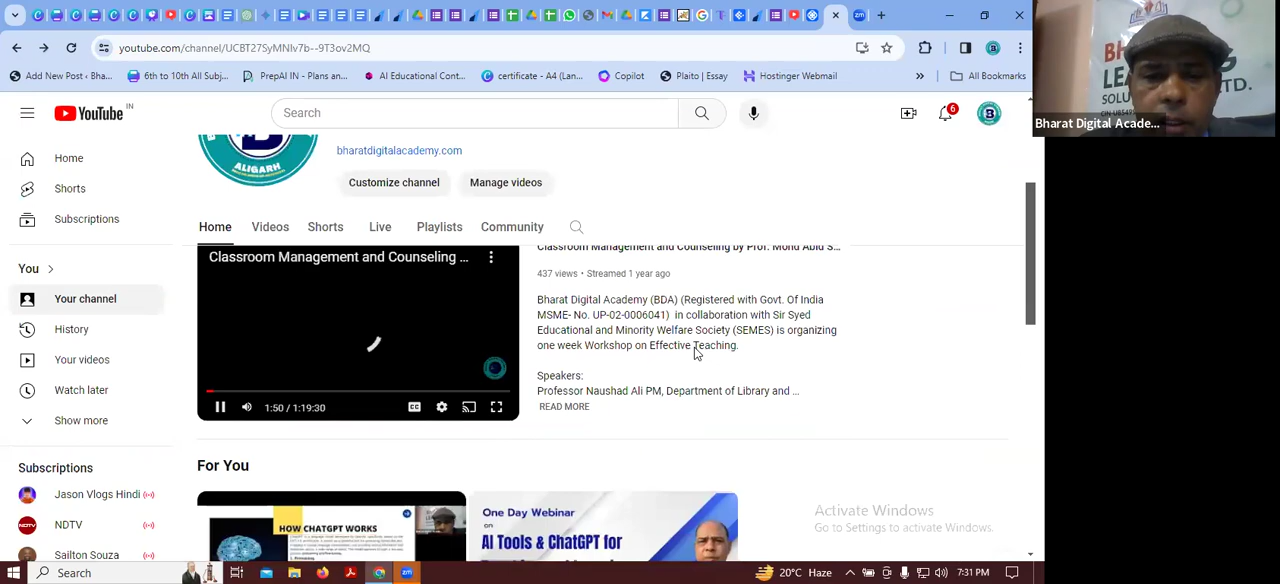 youtube.com/channel/UCBT27SyMNIv7b--9T3ov2MQ
Add New Post ‹ Bha...
6th to 10th All Subj...
PrepAI IN - Plans an...
AI Educational Cont...
certificate - A4 (Lan...
Copilot
Plaito | Essay
Hostinger Webmail
»
All Bookmarks
YouTube IN
Search
6
ALIGARH
bharatdigitalacademy.com
Customize channel
Manage videos
Home
Shorts
Subscriptions
You
Your channel
History
Your videos
Watch later
Show more
Subscriptions
Jason Vlogs Hindi
NDTV
Saiiton Souza
Home Videos Shorts Live Playlists Community
Classroom Management and Counseling ...
1:50 / 1:19:30
Classroom Management and Counseling by Prof. Mohd Abid S...
437 views • Streamed 1 year ago
Bharat Digital Academy (BDA) (Registered with Govt. Of India
MSME- No. UP-02-0006041) in collaboration with Sir Syed
Educational and Minority Welfare Society (SEMES) is organizing
one week Workshop on Effective Teaching.
Speakers:
Professor Naushad Ali PM, Department of Library and ...
READ MORE
For You
HOW CHATGPT WORKS
One Day Webinar
on
AI Tools & ChatGPT for
Activate Windows
Go to Settings to activate Windows.
Bharat Digital Acade...
Search
20°C Haze
7:31 PM